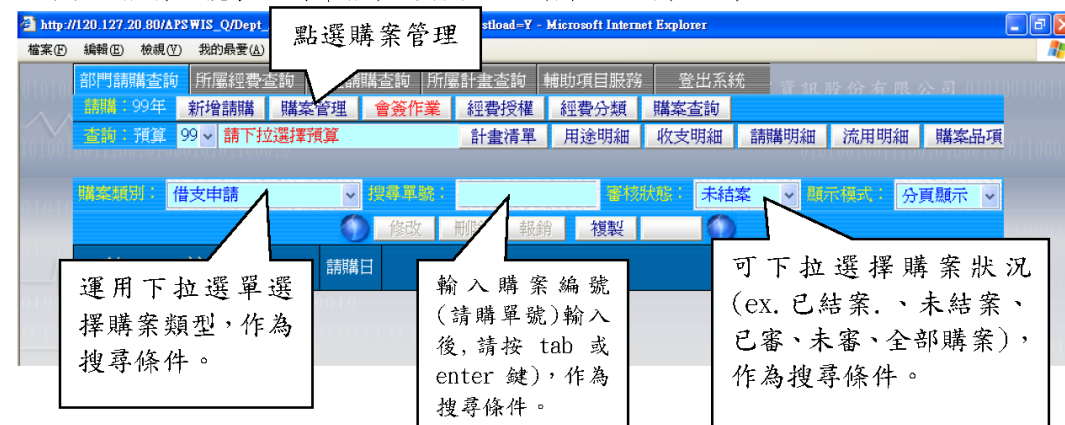 http://120.127.20.80/APSWIS_Q/Dept_
stload=Y - Microsoft Internet Explorer
點選購案管理
檔案(F) 編輯(E) 檢視(V) 我的最愛(A)
部門請購查詢 所屬經費查詢 請購查詢 所屬計畫查詢 輔助項目服務 登出系統
資訊股份有限公司
請購：99年 新增請購 購案管理 會簽作業 經費授權 經費分類 購案查詢
查詢：預算 99 請下拉選擇預算 計畫清單 用途明細 收支明細 請購明細 流用明細 購案品項
購案類別： 借支申請 搜尋單號： 審核狀態： 未結案 顯示模式： 分頁顯示
修改 刪除 報銷 複製
請購日
運用下拉選單選
擇購案類型，作為
搜尋條件。
輸入購案編號
(請購單號)輸入
後,請按 tab 或
enter 鍵)，作為
搜尋條件。
可下拉選擇購案狀況
(ex.已結案.、未結案、
已審、未審、全部購案)，
作為搜尋條件。